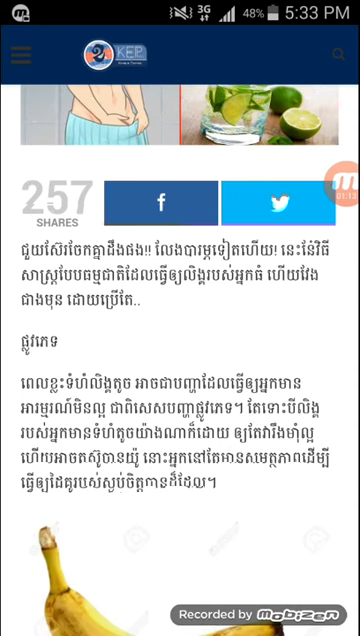 3G 48% 5:33 PM
2 KEP
257
SHARES
01:13
ជួយស៊ែរចែកគ្នាដឹងផង!! លែងបារម្ភទៀតហើយ! នេះនែ៎វិធី
សាស្ត្របែបធម្មជាតិដែលធ្វើឲ្យលិង្គរបស់អ្នកធំ ហើយវែង
ជាងមុន ដោយប្រើតែ..
ផ្លូវភេទ
ពេលខ្លះទំហំលិង្គតូច អាចជាបញ្ហាដែលធ្វើឲ្យអ្នកមាន
អារម្មរណ៍មិនល្អ ជាពិសេសបញ្ហាផ្លូវភេទ។ តែទោះបីលិង្គ
របស់អ្នកមានទំហំតូចយ៉ាងណាក៏ដោយ ឲ្យតែវារឹងមាំល្អ
ហើយអាចតស៊ូបានយូ នោះអ្នកនៅតែមានសមត្ថភាពដើម្បី
ធ្វើឲ្យដៃគូរបស់ស្កប់ចិត្តបានដ៏ដែល។
Recorded by mobizen